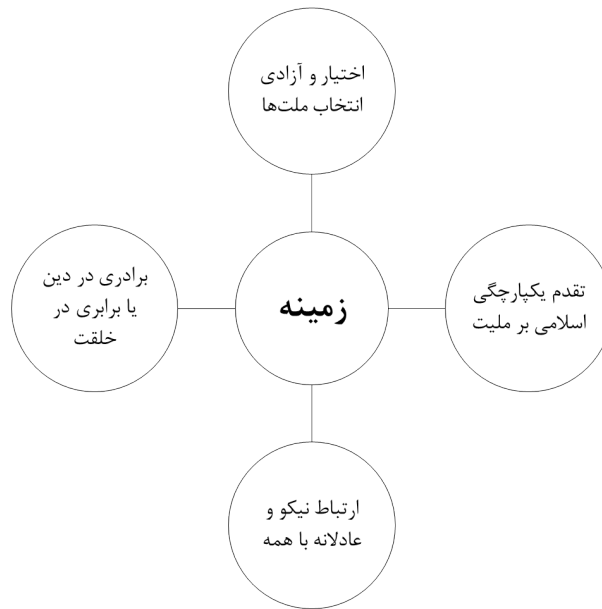 اختیار و آزادی
انتخاب ملت‌ها
تقدم یکپارچگی
اسلامی بر ملیت
زمینه
برادری در دین
یا برابری در
خلقت
ارتباط نیکو و
عادلانه با همه